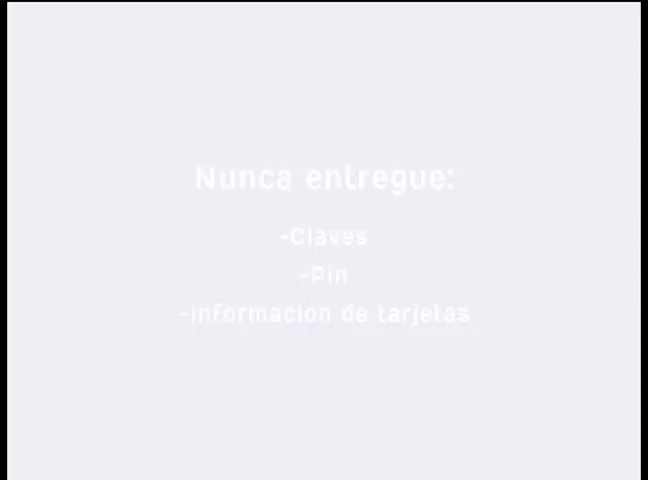 Nunca entregue:
-Claves
-Pin
-Información de tarjetas